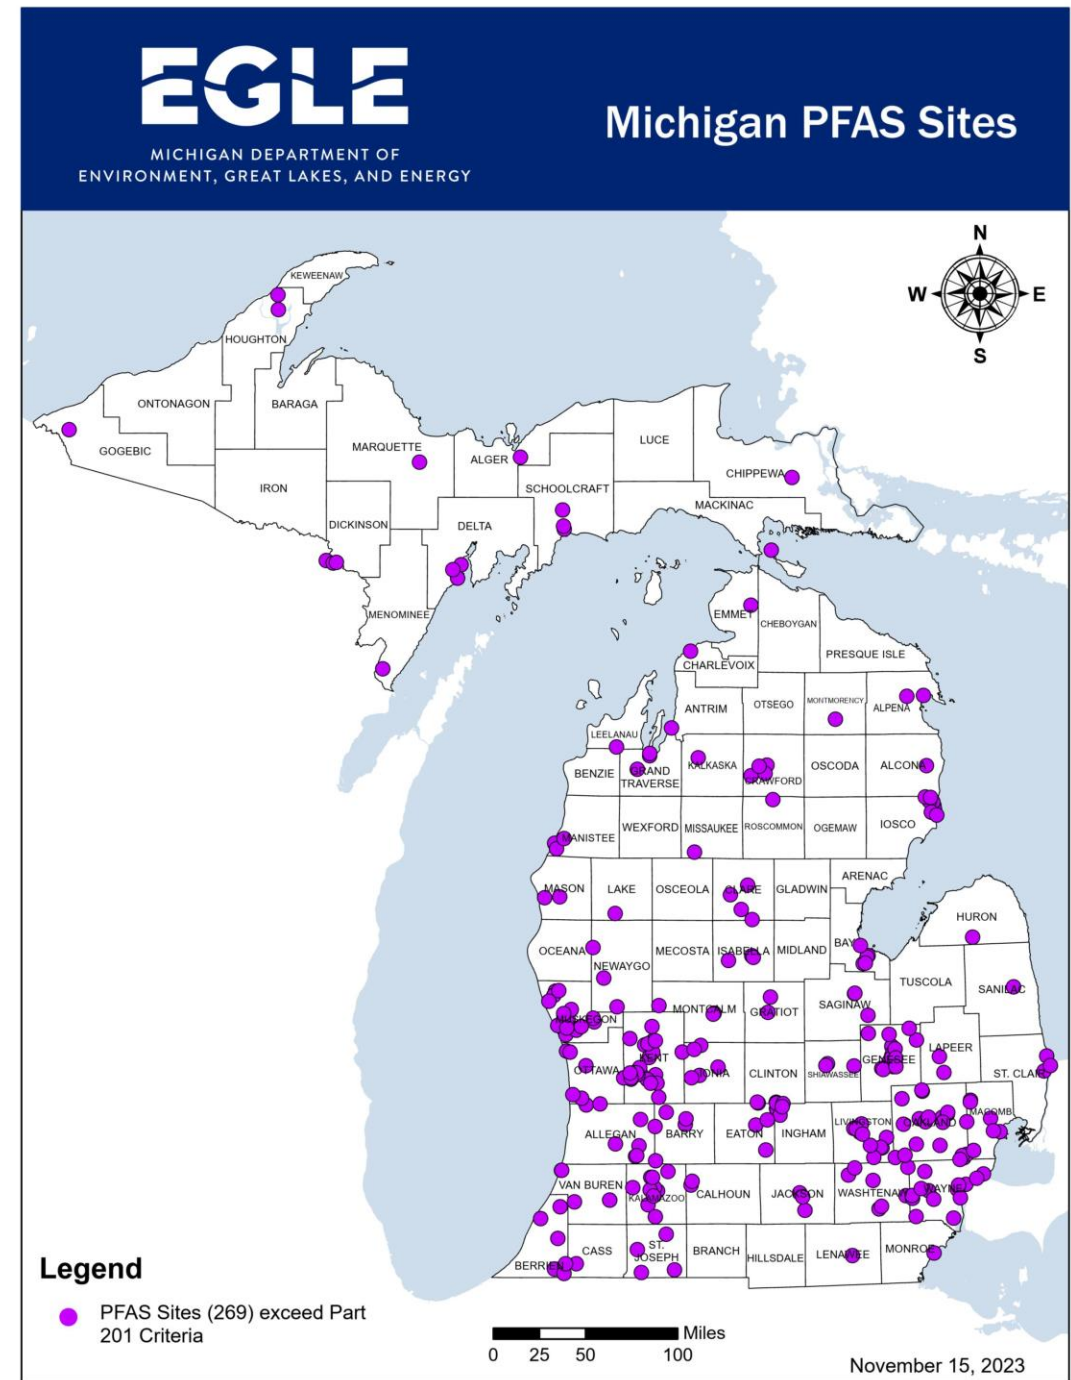 EGLE
MICHIGAN DEPARTMENT OF
ENVIRONMENT, GREAT LAKES, AND ENERGY
Michigan PFAS Sites
N
W
E
S
KEWEENAW
HOUGHTON
ONTONAGON
BARAGA
GOGEBIC
MARQUETTE
ALGER
LUCE
CHIPPEWA
IRON
SCHOOLCRAFT
MACKINAC
DICKINSON
DELTA
MENOMINEE
EMMET
CHEBOYGAN
PRESQUE ISLE
CHARLEVOIX
ANTRIM
OTSEGO
MONTMORENCY
ALPENA
LEELANAU
BENZIE
GRAND
TRAVERSE
KALKASKA
CRAWFORD
OSCODA
ALCONA
MANISTEE
WEXFORD
MISSAUKEE
ROSCOMMON
OGEMAW
IOSCO
ARENAC
MASON
LAKE
OSCEOLA
CLARE
GLADWIN
HURON
OCEANA
NEWAYGO
MECOSTA
ISABELLA
MIDLAND
BAY
TUSCOLA
SANILAC
MUSKEGON
MONTCALM
GRATIOT
SAGINAW
OTTAWA
KENT
IONIA
CLINTON
SHIAWASSEE
GENESEE
LAPEER
ST. CLAIR
ALLEGAN
BARRY
EATON
INGHAM
LIVINGSTON
OAKLAND
MACOMB
VAN BUREN
KALAMAZOO
CALHOUN
JACKSON
WASHTENAW
WAYNE
BERRIEN
CASS
ST.
JOSEPH
BRANCH
HILLSDALE
LENAWEE
MONROE
Legend
PFAS Sites (269) exceed Part
201 Criteria
Miles
0 25 50 100
November 15, 2023